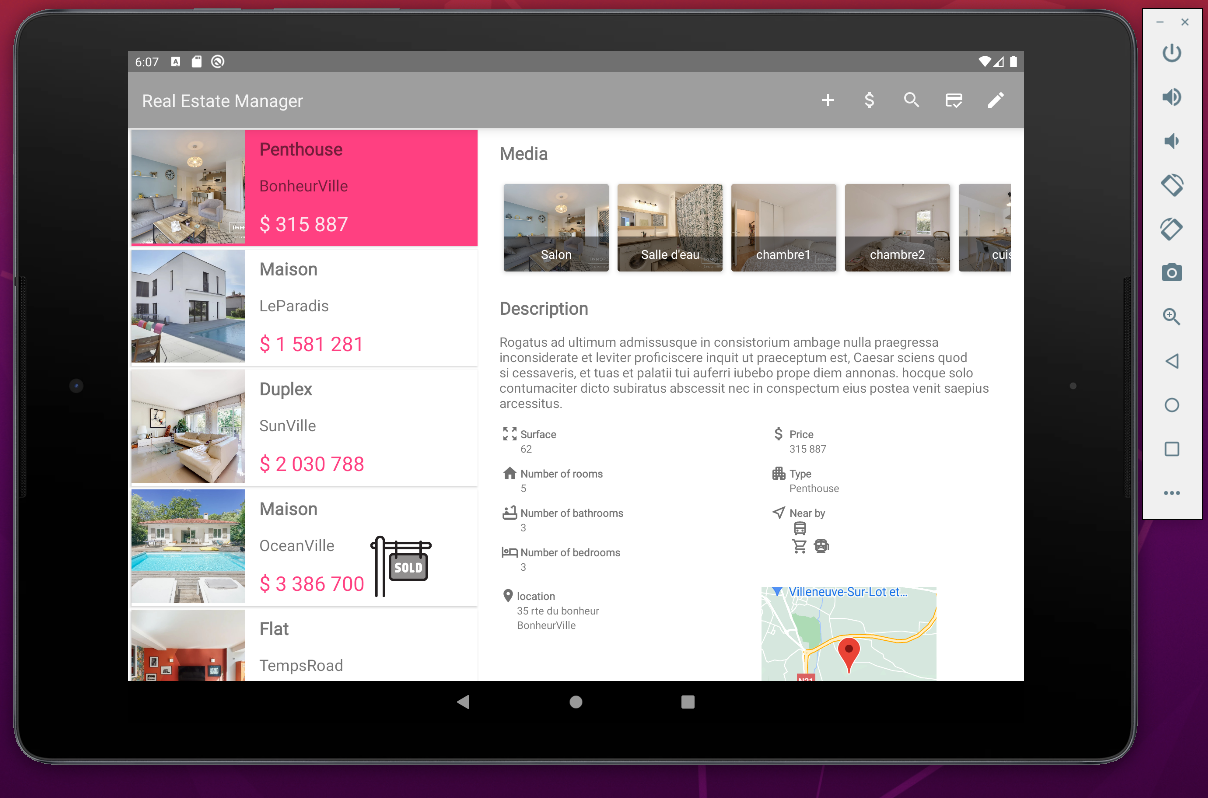 6:07
Real Estate Manager
Penthouse
BonheurVille
$ 315 887
Maison
LeParadis
$ 1 581 281
Duplex
SunVille
$ 2 030 788
Maison
OceanVille
$ 3 386 700
SOLD
Flat
TempsRoad
Media
Salon
Salle d'eau
chambre1
chambre2
cuis
Description
Rogatus ad ultimum admissusque in consistorium ambage nulla praegressa
inconsiderate et leviter proficiscere inquit ut praeceptum est, Caesar sciens quod
si cessaveris, et tuas et palatii tui auferri iubebo prope diem annonas. hocque solo
contumaciter dicto subiratus abscessit nec in conspectum eius postea venit saepius
arcessitus.
Surface
62
Price
315 887
Number of rooms
5
Type
Penthouse
Number of bathrooms
3
Near by
Number of bedrooms
3
location
35 rte du bonheur
BonheurVille
Villeneuve-Sur-Lot et...
N21